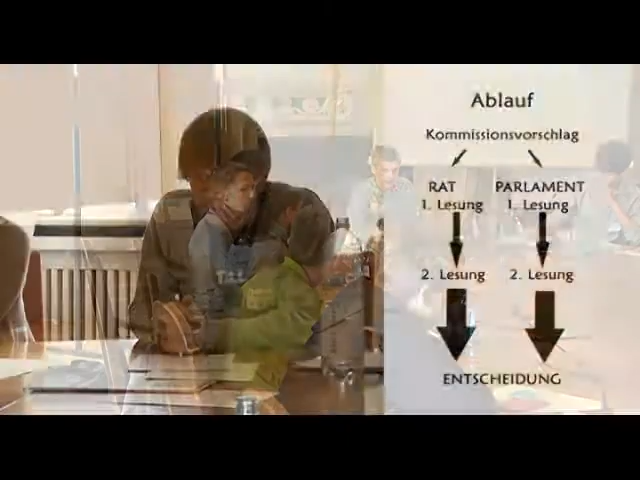 Ablauf
Kommissionsvorschlag
RAT PARLAMENT
1. Lesung 1. Lesung
2. Lesung 2. Lesung
ENTSCHEIDUNG